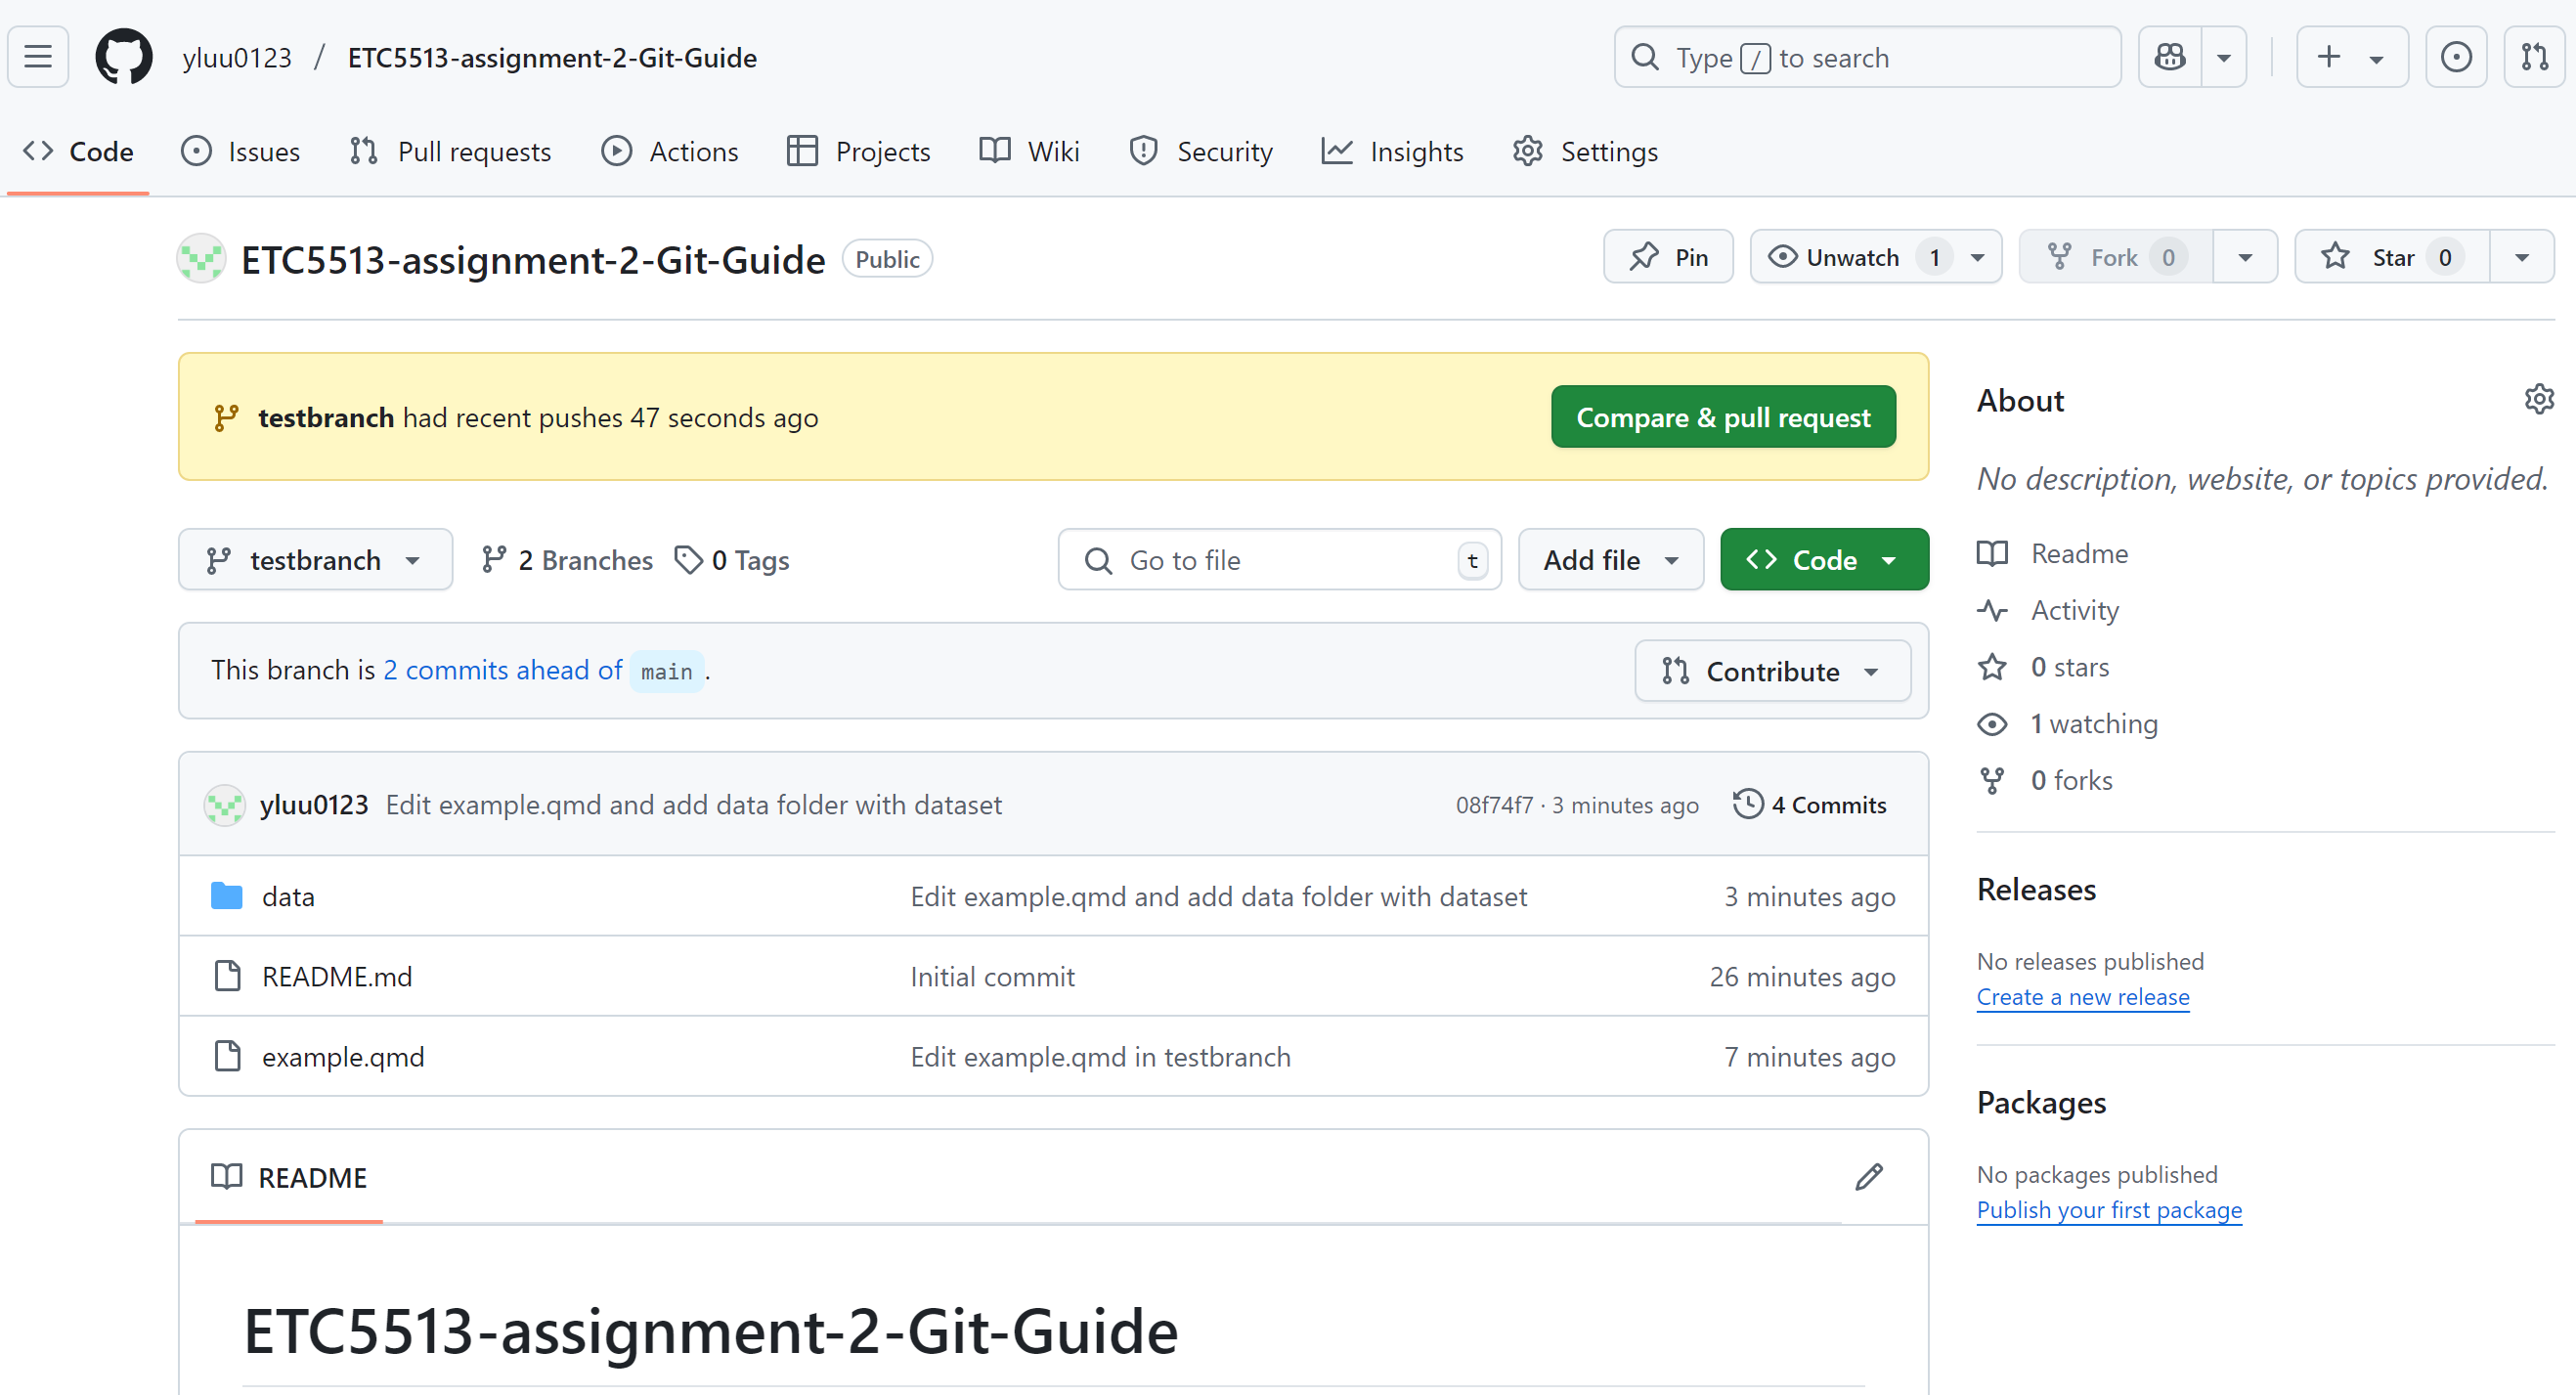 yluu0123 / ETC5513-assignment-2-Git-Guide
Type / to search
Code Issues Pull requests Actions Projects Wiki Security Insights Settings
ETC5513-assignment-2-Git-Guide Public
Pin Unwatch 1 Fork 0 Star 0
testbranch had recent pushes 47 seconds ago Compare & pull request
testbranch 2 Branches 0 Tags Go to file t Add file Code
This branch is 2 commits ahead of main. Contribute
yluu0123 Edit example.qmd and add data folder with dataset 08f74f7 · 3 minutes ago 4 Commits
data Edit example.qmd and add data folder with dataset 3 minutes ago
README.md Initial commit 26 minutes ago
example.qmd Edit example.qmd in testbranch 7 minutes ago
README
ETC5513-assignment-2-Git-Guide
About
No description, website, or topics provided.
Readme
Activity
0 stars
1 watching
0 forks
Releases
No releases published
Create a new release
Packages
No packages published
Publish your first package